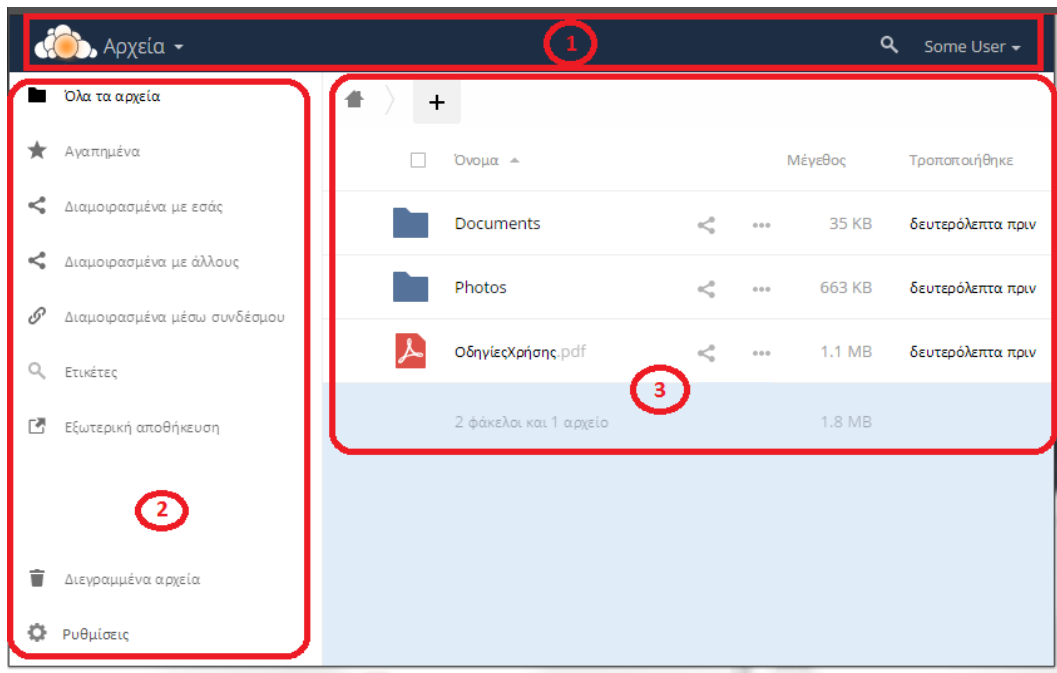 Αρχεία
1
Some User
Όλα τα αρχεία
Αγαπημένα
Διαμοιρασμένα με εσάς
Διαμοιρασμένα με άλλους
Διαμοιρασμένα μέσω συνδέσμου
Ετικέτες
Εξωτερική αποθήκευση
2
Διεγραμμένα αρχεία
Ρυθμίσεις
+
Όνομα Μέγεθος Τροποποιήθηκε
Documents 35 KB δευτερόλεπτα πριν
Photos 663 KB δευτερόλεπτα πριν
ΟδηγίεςΧρήσης.pdf 1.1 MB δευτερόλεπτα πριν
3
2 φάκελοι και 1 αρχείο 1.8 MB